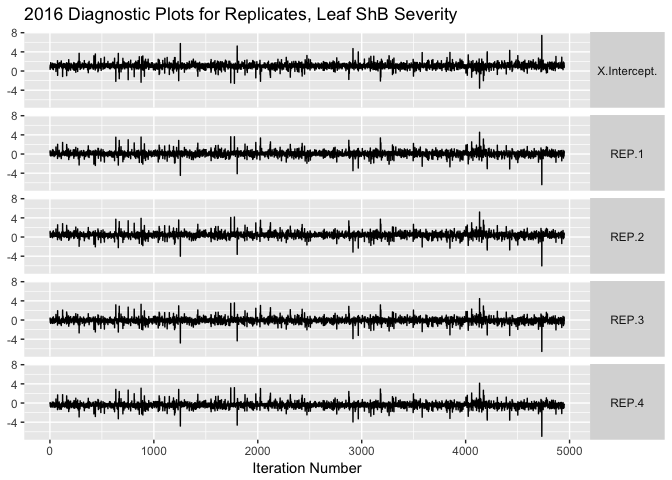 2016 Diagnostic Plots for Replicates, Leaf ShB Severity
8
4
0
-4
X.Intercept.
8
4
0
-4
REP.1
8
4
0
-4
REP.2
8
4
0
-4
REP.3
8
4
0
-4
REP.4
0 1000 2000 3000 4000 5000
Iteration Number